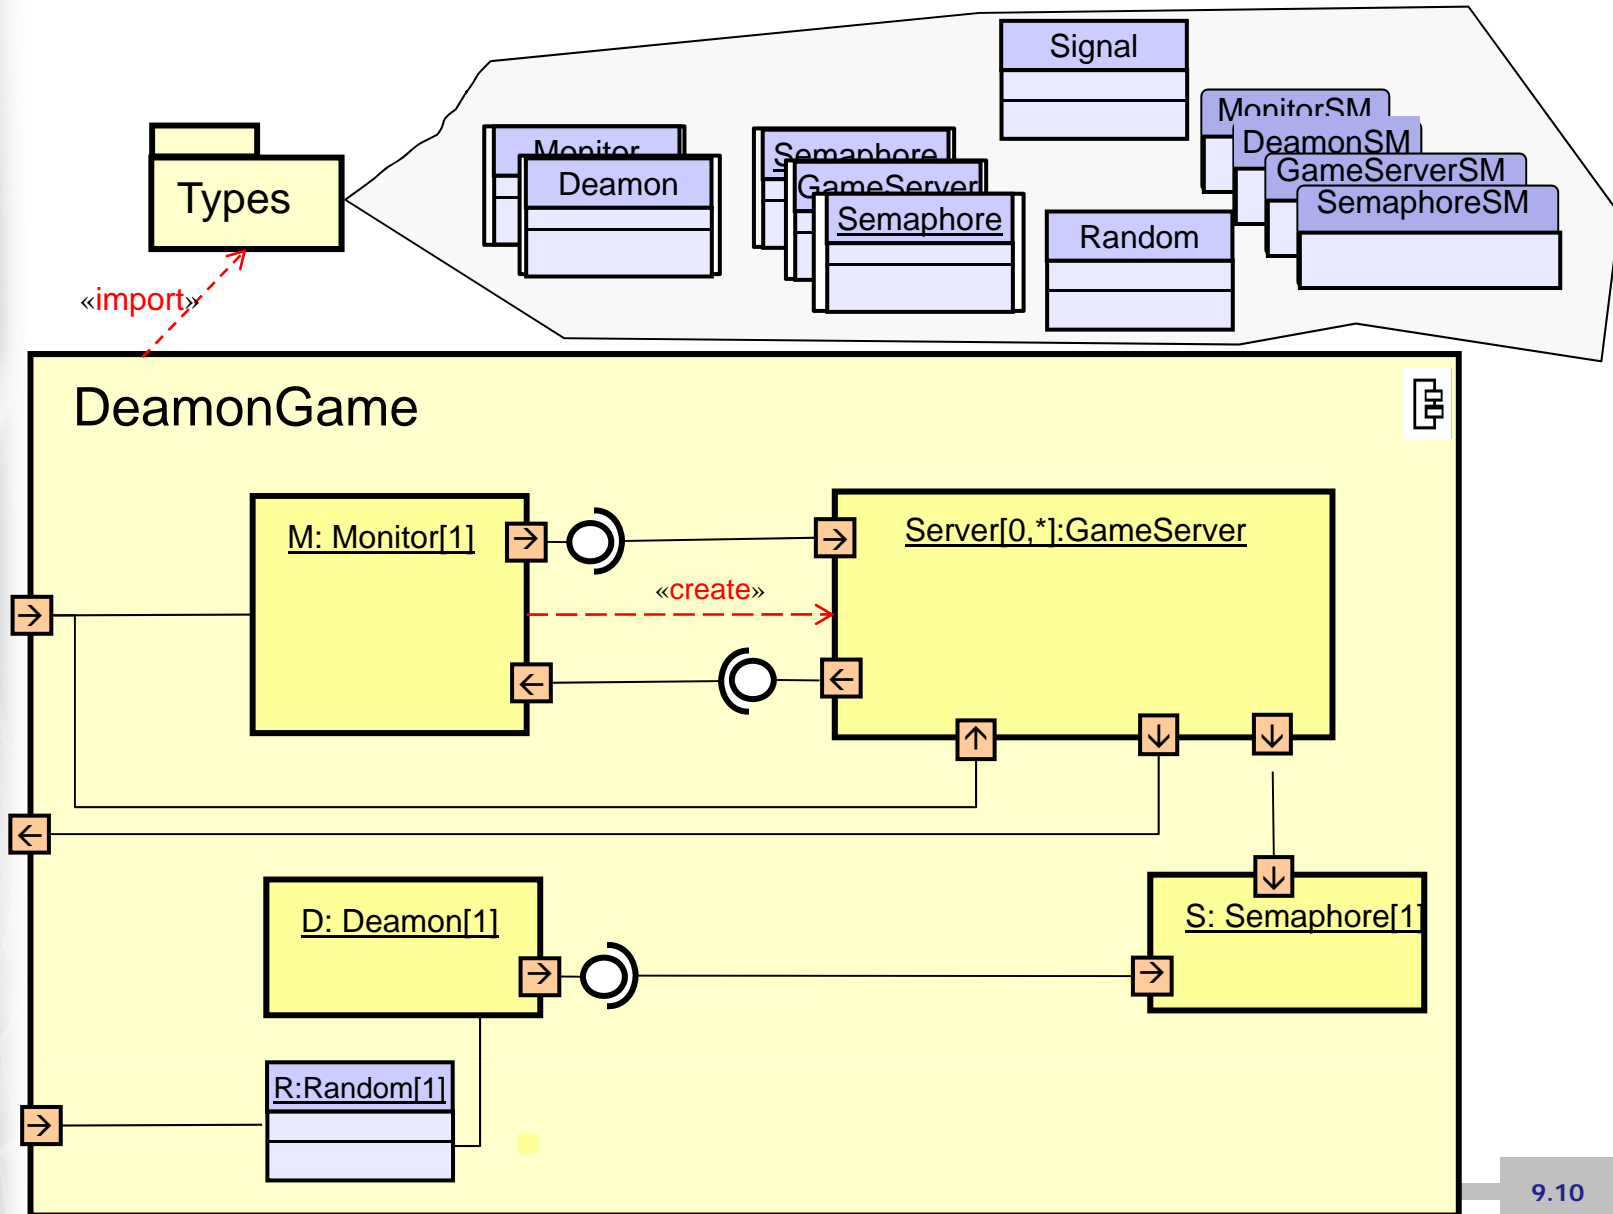 Signal
MonitorSM
DeamonSM
GameServerSM
SemaphoreSM
Monitor
Deamon
Semaphore
GameServer
Semaphore
Random
Types
«import»
DeamonGame
M: Monitor[1]
Server[0,*]:GameServer
«create»
D: Deamon[1]
S: Semaphore[1]
R:Random[1]
9.10